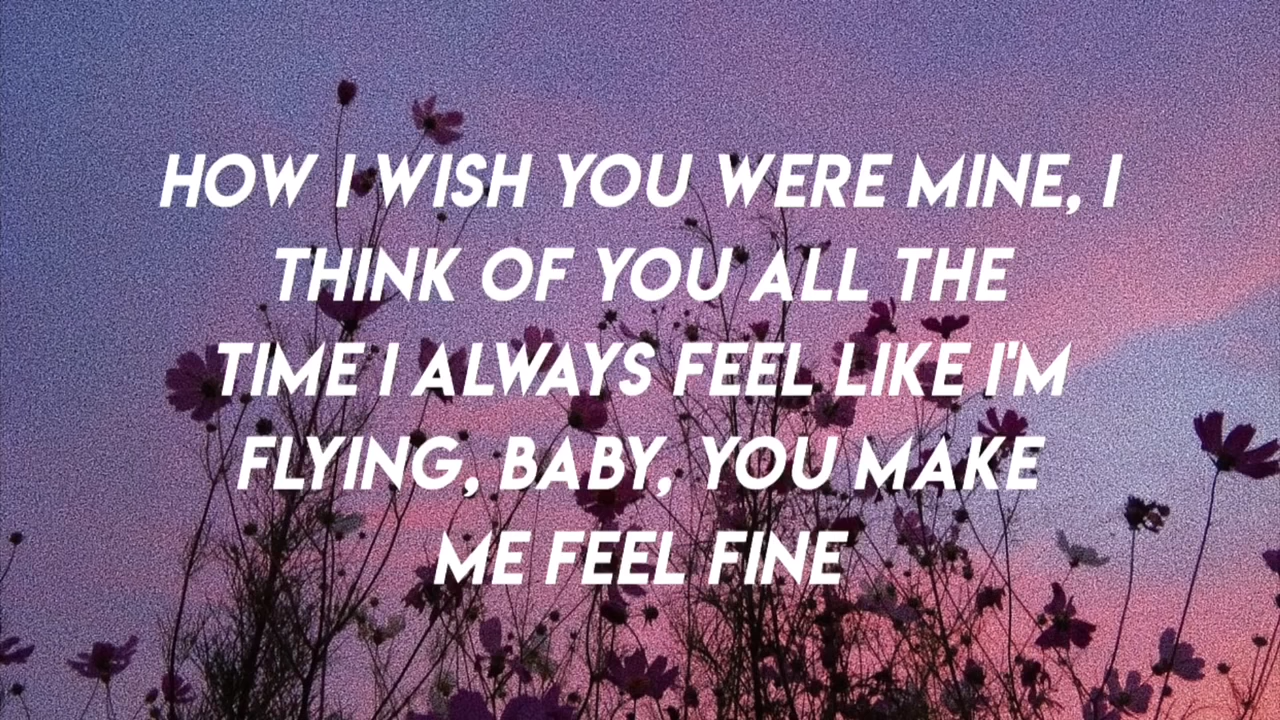 HOW I WISH YOU WERE MINE, I
THINK OF YOU ALL THE
TIME I ALWAYS FEEL LIKE I'M
FLYING, BABY, YOU MAKE
ME FEEL FINE